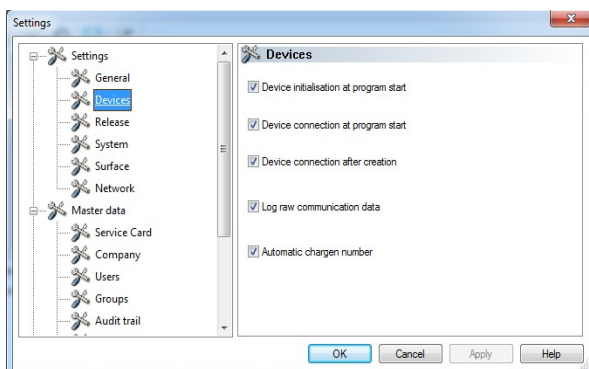 Settings
Settings
General
Devices
Release
System
Surface
Network
Master data
Service Card
Company
Users
Groups
Audit trail
Devices
Device initialisation at program start
Device connection at program start
Device connection after creation
Log raw communication data
Automatic chargen number
OK
Cancel
Apply
Help